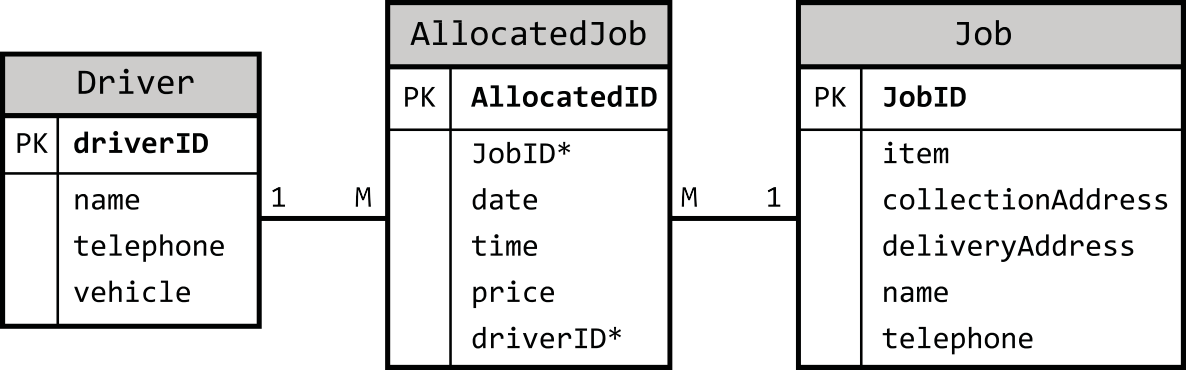 Driver
PK driverID
name
telephone
vehicle
1 M
AllocatedJob
PK AllocatedID
JobID*
date
time
price
driverID*
M 1
Job
PK JobID
item
collectionAddress
deliveryAddress
name
telephone